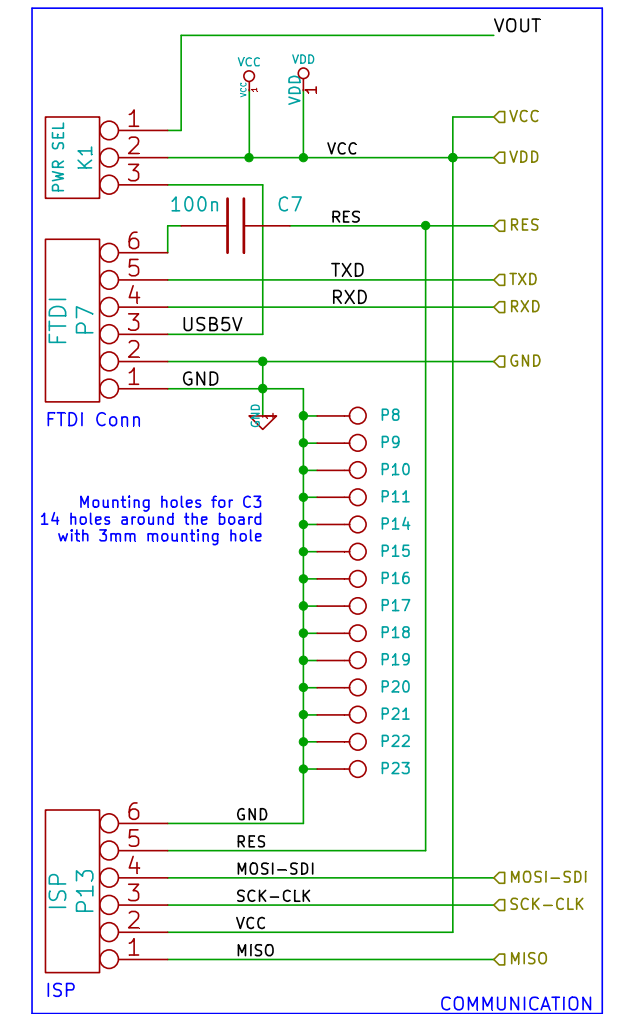 VOUT
VCC
VDD
VCC
1
VDD
1
VCC
PWR SEL
K1
1
2
3
VCC
VDD
100n
C7
RES
RES
FTDI
P7
6
5
4
3
2
1
TXD
TXD
RXD
RXD
USB5V
GND
GND
GND
1
FTDI Conn
P8
P9
P10
P11
Mounting holes for C3
14 holes around the board
with 3mm mounting hole
P14
P15
P16
P17
P18
P19
P20
P21
P22
P23
ISP
P13
6
5
4
3
2
1
GND
RES
MOSI-SDI
MOSI-SDI
SCK-CLK
SCK-CLK
VCC
MISO
MISO
ISP
COMMUNICATION